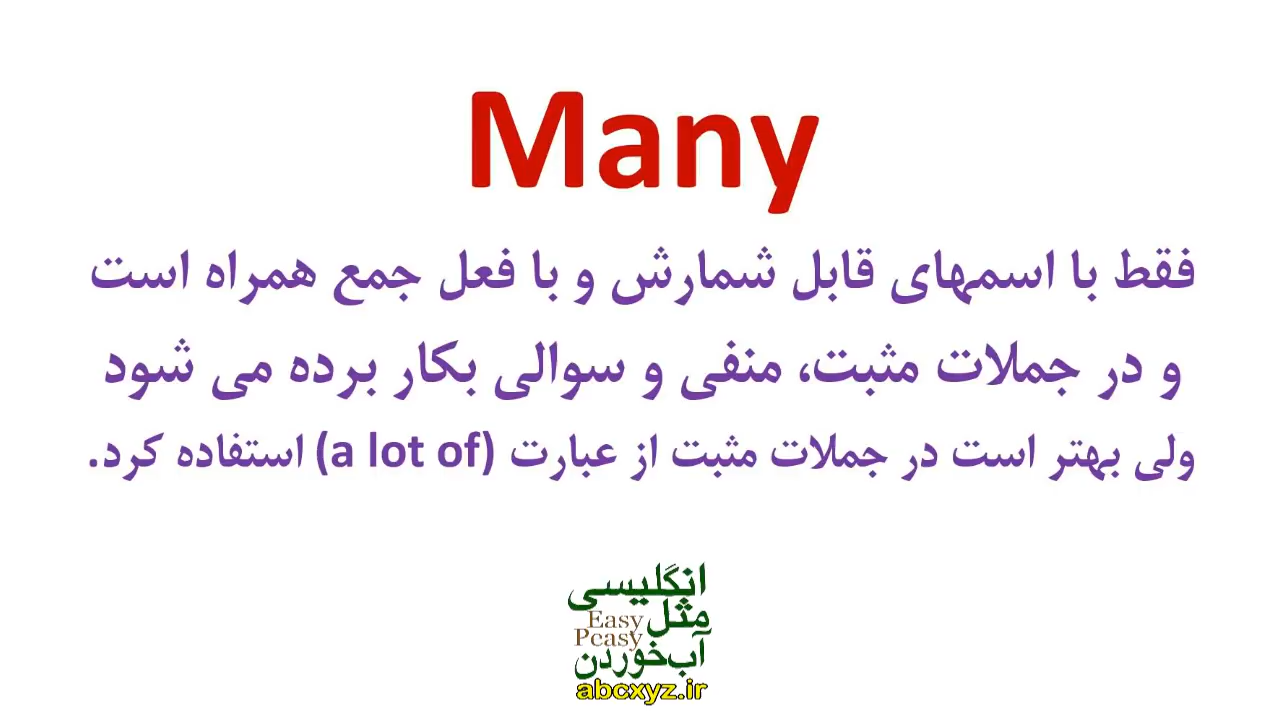 Many
فقط با اسمهای قابل شمارش و با فعل جمع همراه است
و در جملات مثبت، منفی و سوالی بکار برده می شود
ولی بهتر است در جملات مثبت از عبارت (a lot of) استفاده کرد.
انگلیسی
مثل Easy
Peasy
آب خوردن
abcxyz.ir